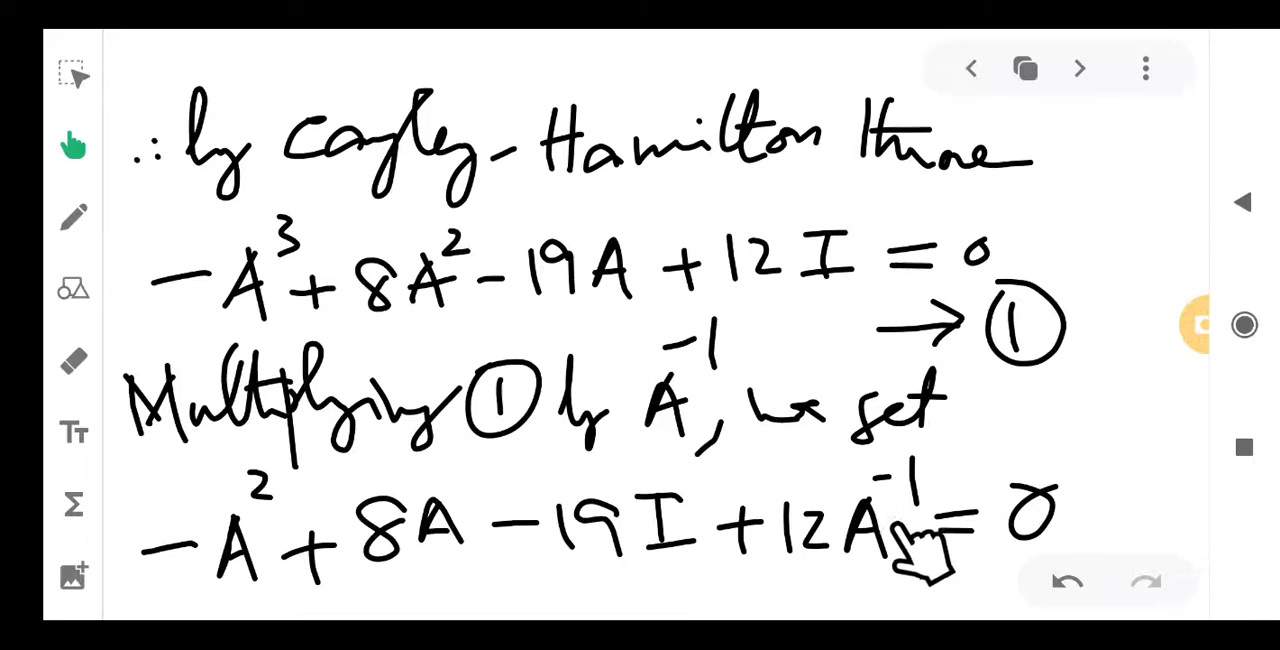 ∴ by Cayley-Hamilton
-A³ + 8A² - 19A + 12I = 0
→ ①
Multiplying ① by A⁻¹, we get
-A² + 8A - 19I + 12A⁻¹ = 0
Tт
Σ